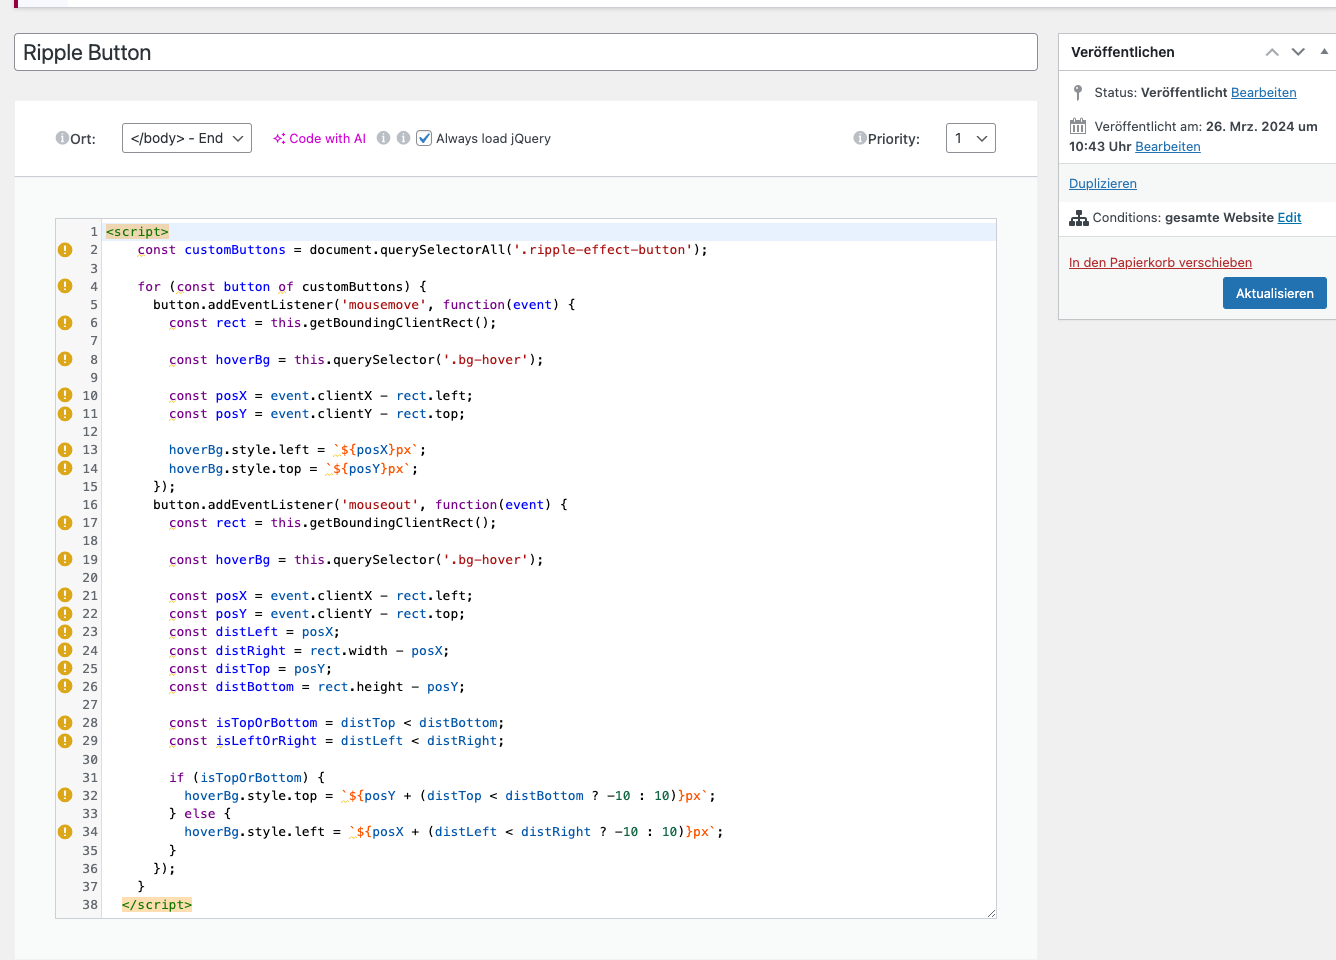 Ripple Button
Ort:
</body> - End
Code with AI
Always load jQuery
Priority:
1
1 <script>
2 const customButtons = document.querySelectorAll('.ripple-effect-button');
3
4 for (const button of customButtons) {
5 button.addEventListener('mousemove', function(event) {
6 const rect = this.getBoundingClientRect();
7
8 const hoverBg = this.querySelector('.bg-hover');
9
10 const posX = event.clientX - rect.left;
11 const posY = event.clientY - rect.top;
12
13 hoverBg.style.left = `${posX}px`;
14 hoverBg.style.top = `${posY}px`;
15 });
16 button.addEventListener('mouseout', function(event) {
17 const rect = this.getBoundingClientRect();
18
19 const hoverBg = this.querySelector('.bg-hover');
20
21 const posX = event.clientX - rect.left;
22 const posY = event.clientY - rect.top;
23 const distLeft = posX;
24 const distRight = rect.width - posX;
25 const distTop = posY;
26 const distBottom = rect.height - posY;
27
28 const isTopOrBottom = distTop < distBottom;
29 const isLeftOrRight = distLeft < distRight;
30
31 if (isTopOrBottom) {
32 hoverBg.style.top = `${posY + (distTop < distBottom ? -10 : 10)}px`;
33 } else {
34 hoverBg.style.left = `${posX + (distLeft < distRight ? -10 : 10)}px`;
35 }
36 });
37 }
38 </script>
Veröffentlichen
Status: Veröffentlicht Bearbeiten
Veröffentlicht am: 26. Mrz. 2024 um
10:43 Uhr Bearbeiten
Duplizieren
Conditions: gesamte Website Edit
In den Papierkorb verschieben
Aktualisieren